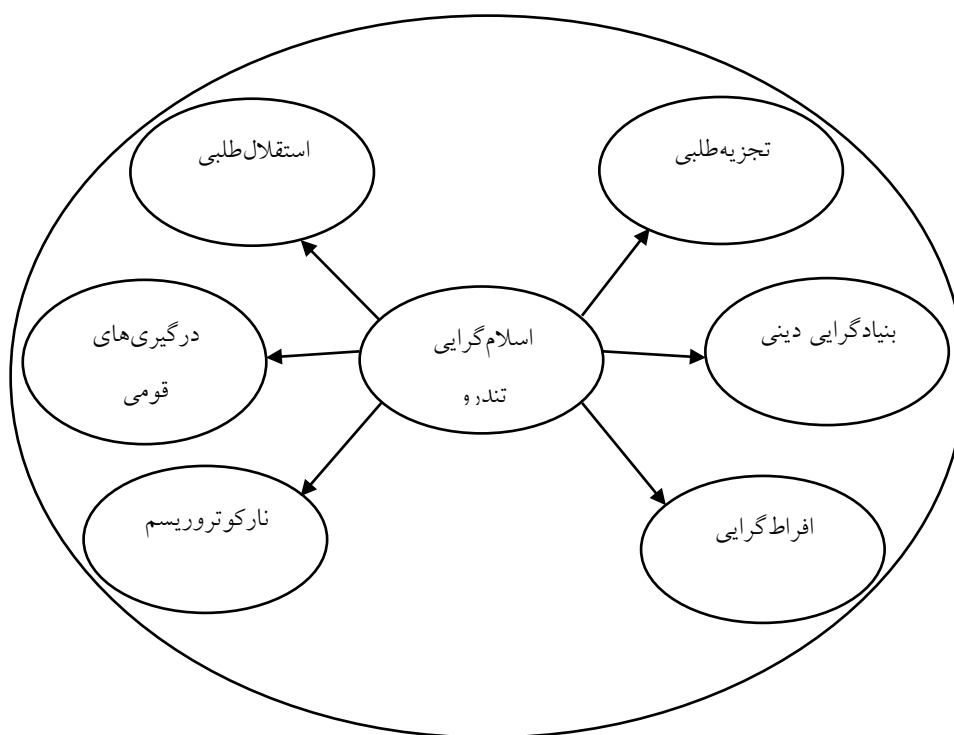 تجزیه‌طلبی
استقلال‌طلبی
بنیادگرایی دینی
اسلام‌گرایی
تندرو
درگیری‌های
قومی
افراط‌گرایی
نارکوتروریسم